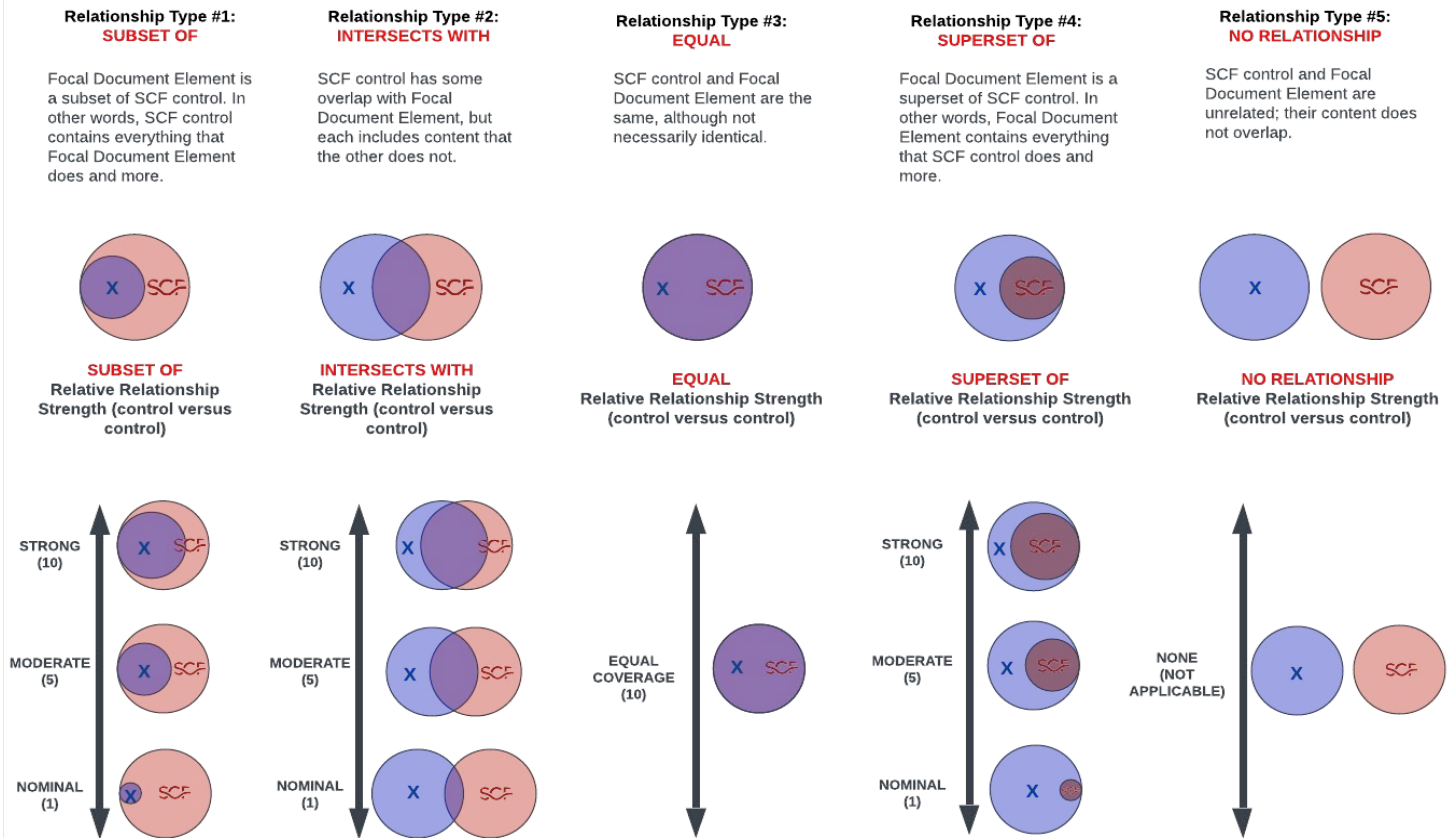 Relationship Type #1:
SUBSET OF
Focal Document Element is
a subset of SCF control. In
other words, SCF control
contains everything that
Focal Document Element
does and more.
X
SCF
SUBSET OF
Relative Relationship
Strength (control versus
control)
STRONG
(10)
X
SCF
MODERATE
(5)
X
SCF
NOMINAL
(1)
X
SCF
Relationship Type #2:
INTERSECTS WITH
SCF control has some
overlap with Focal
Document Element, but
each includes content that
the other does not.
X
SCF
INTERSECTS WITH
Relative Relationship
Strength (control versus
control)
STRONG
(10)
X
SCF
MODERATE
(5)
X
SCF
NOMINAL
(1)
X
SCF
Relationship Type #3:
EQUAL
SCF control and Focal
Document Element are the
same, although not
necessarily identical.
X
SCF
EQUAL
Relative Relationship Strength
(control versus control)
EQUAL
COVERAGE
(10)
X
SCF
Relationship Type #4:
SUPERSET OF
Focal Document Element is a
superset of SCF control. In
other words, Focal Document
Element contains everything
that SCF control does and
more.
X
SCF
SUPERSET OF
Relative Relationship Strength
(control versus control)
STRONG
(10)
X
SCF
MODERATE
(5)
X
SCF
NOMINAL
(1)
X
SCF
Relationship Type #5:
NO RELATIONSHIP
SCF control and Focal
Document Element are
unrelated; their content does
not overlap.
X
SCF
NO RELATIONSHIP
Relative Relationship Strength
(control versus control)
NONE
(NOT
APPLICABLE)
X
SCF